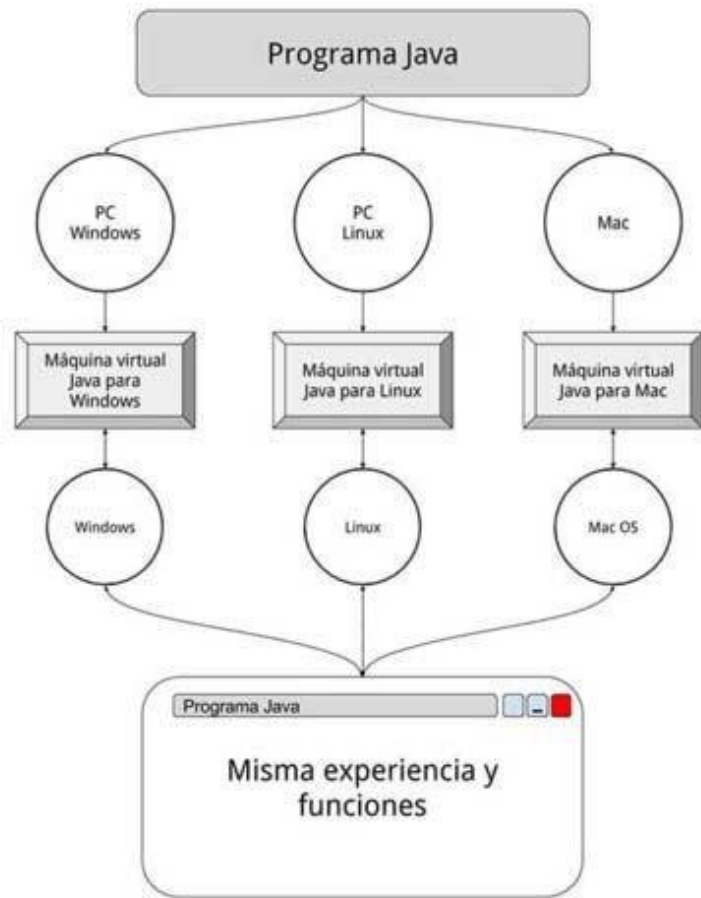 Programa Java
PC
Windows
PC
Linux
Mac
Máquina virtual
Java para
Windows
Máquina virtual
Java para Linux
Máquina virtual
Java para Mac
Windows
Linux
Mac OS
Programa Java
Misma experiencia y
funciones